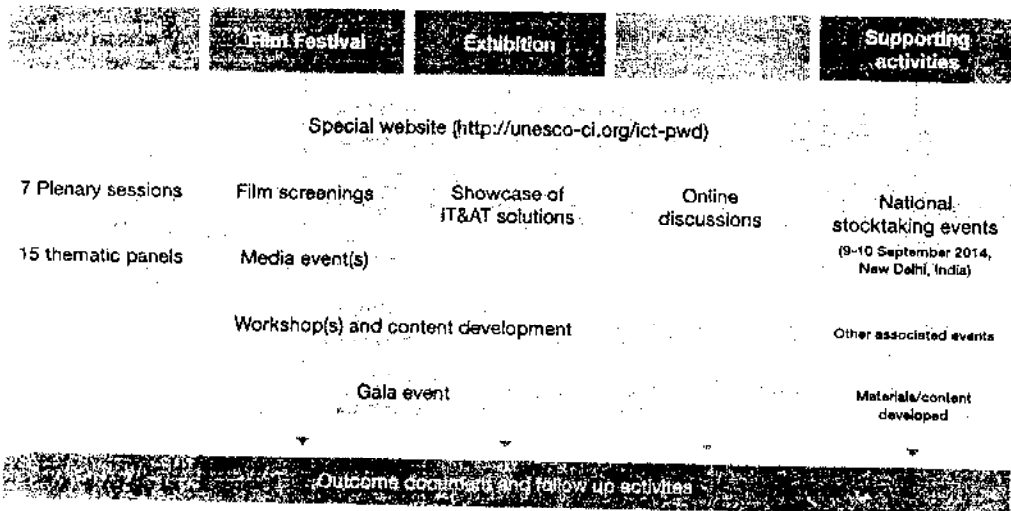 Film Festival
Exhibition
Supporting
activities
Special website (http://unesco-ci.org/ict-pwd)
7 Plenary sessions
Film screenings
Showcase of
IT&AT solutions
Online
discussions
National
stocktaking events
(9-10 September 2014,
New Delhi, India)
15 thematic panels
Media event(s)
Workshop(s) and content development
Other associated events
Gala event
Materials/content
developed
Outcome document and follow up activites